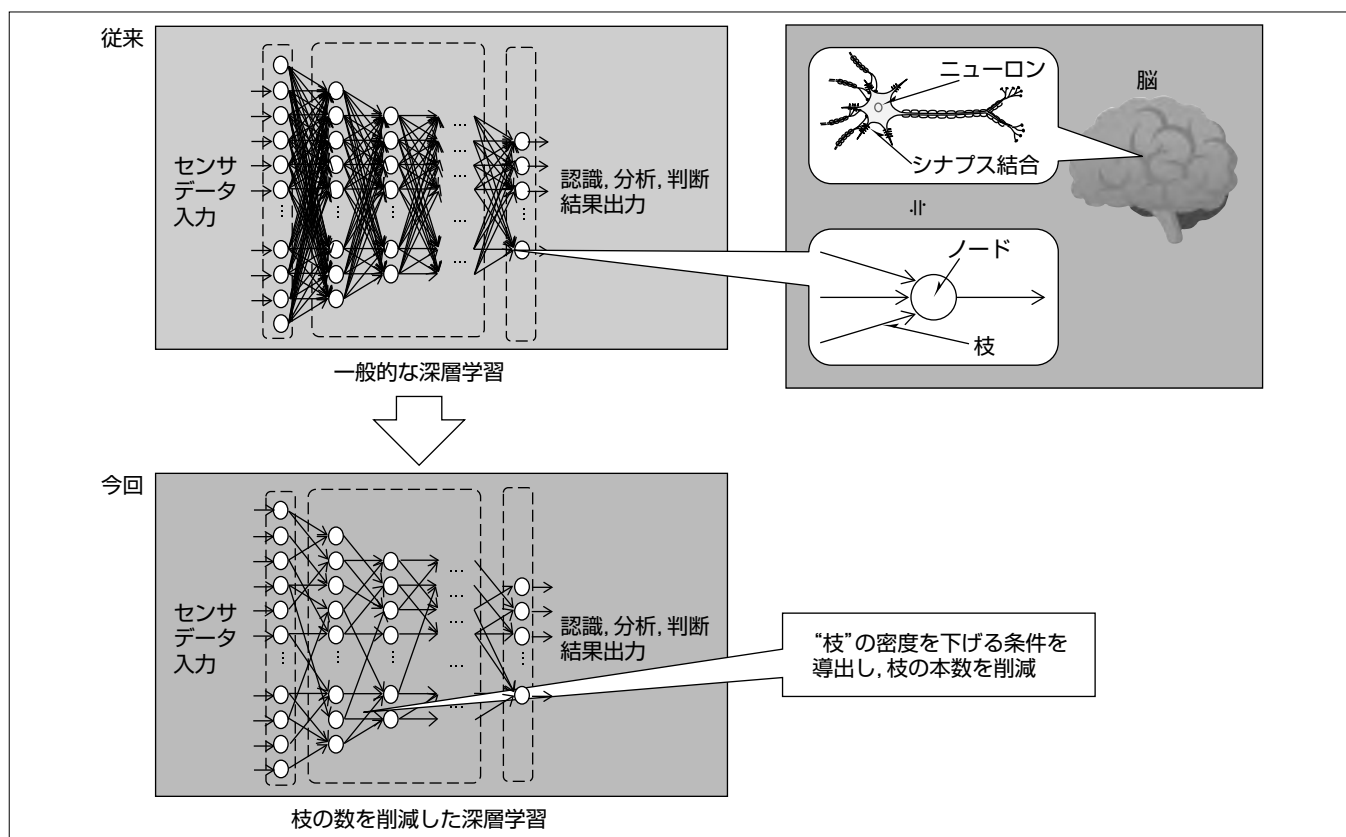 従来
センサ
データ
入力
認識, 分析, 判断
結果出力
一般的な深層学習
ニューロン
シナプス結合
脳
ノード
枝
今回
センサ
データ
入力
認識, 分析, 判断
結果出力
“枝”の密度を下げる条件を
導出し, 枝の本数を削減
枝の数を削減した深層学習